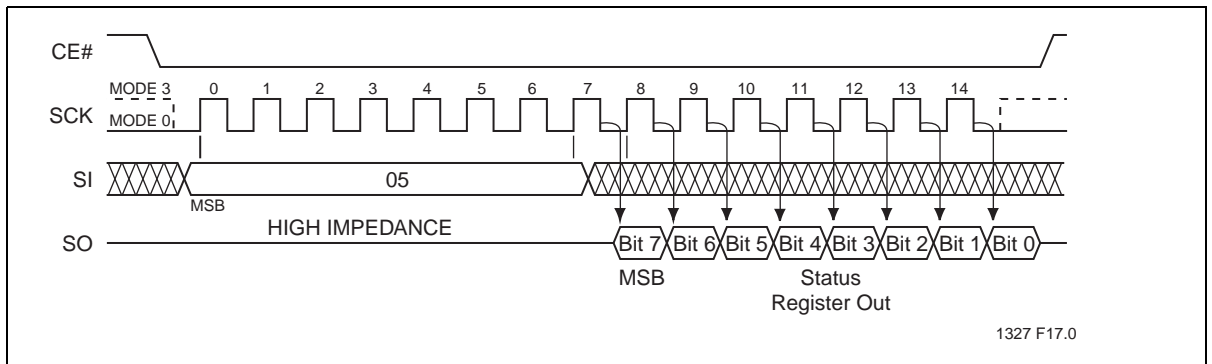 CE#
MODE 3 0 1 2 3 4 5 6 7 8 9 10 11 12 13 14
SCK
MODE 0
SI 05
MSB
HIGH IMPEDANCE
SO Bit 7 Bit 6 Bit 5 Bit 4 Bit 3 Bit 2 Bit 1 Bit 0
MSB Status
Register Out
1327 F17.0